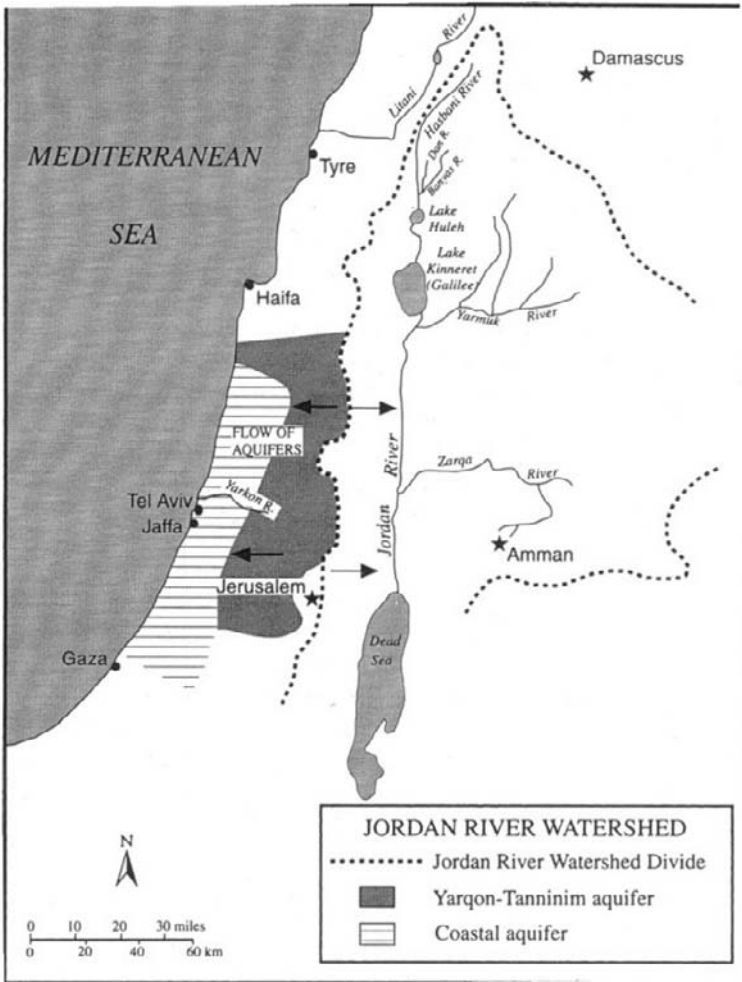 River
Damascus
Litani
Hasbani River
Dan R.
Banyas R.
MEDITERRANEAN
SEA
Tyre
Lake
Huleh
Lake
Kinneret
(Galilee)
Haifa
Yarmuk
River
FLOW OF
AQUIFERS
River
Jordan
Zarqa
River
Tel Aviv
Jaffa
Yarkon R.
Amman
Jerusalem
Dead
Sea
Gaza
N
0 10 20 30 miles
0 20 40 60 km
JORDAN RIVER WATERSHED
Jordan River Watershed Divide
Yarqon-Tanninim aquifer
Coastal aquifer